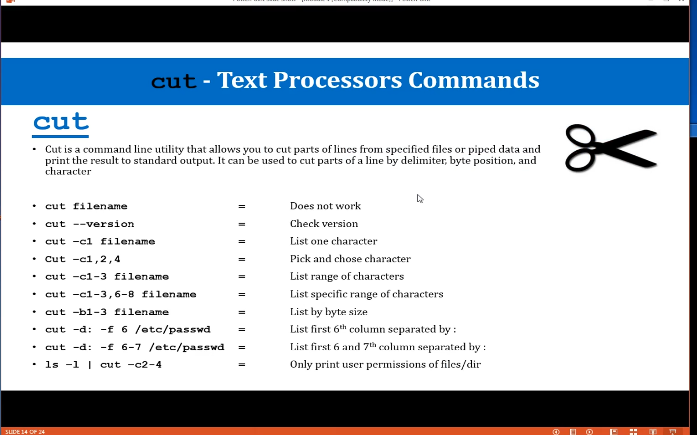 cut - Text Processors Commands
cut
• Cut is a command line utility that allows you to cut parts of lines from specified files or piped data and
print the result to standard output. It can be used to cut parts of a line by delimiter, byte position, and
character
• cut filename = Does not work
• cut --version = Check version
• cut –c1 filename = List one character
• Cut –c1,2,4 = Pick and chose character
• cut –c1-3 filename = List range of characters
• cut –c1-3,6-8 filename = List specific range of characters
• cut –b1-3 filename = List by byte size
• cut -d: -f 6 /etc/passwd = List first 6th column separated by :
• cut -d: -f 6-7 /etc/passwd = List first 6 and 7th column separated by :
• ls –l | cut –c2-4 = Only print user permissions of files/dir
SLIDE 14 OF 24